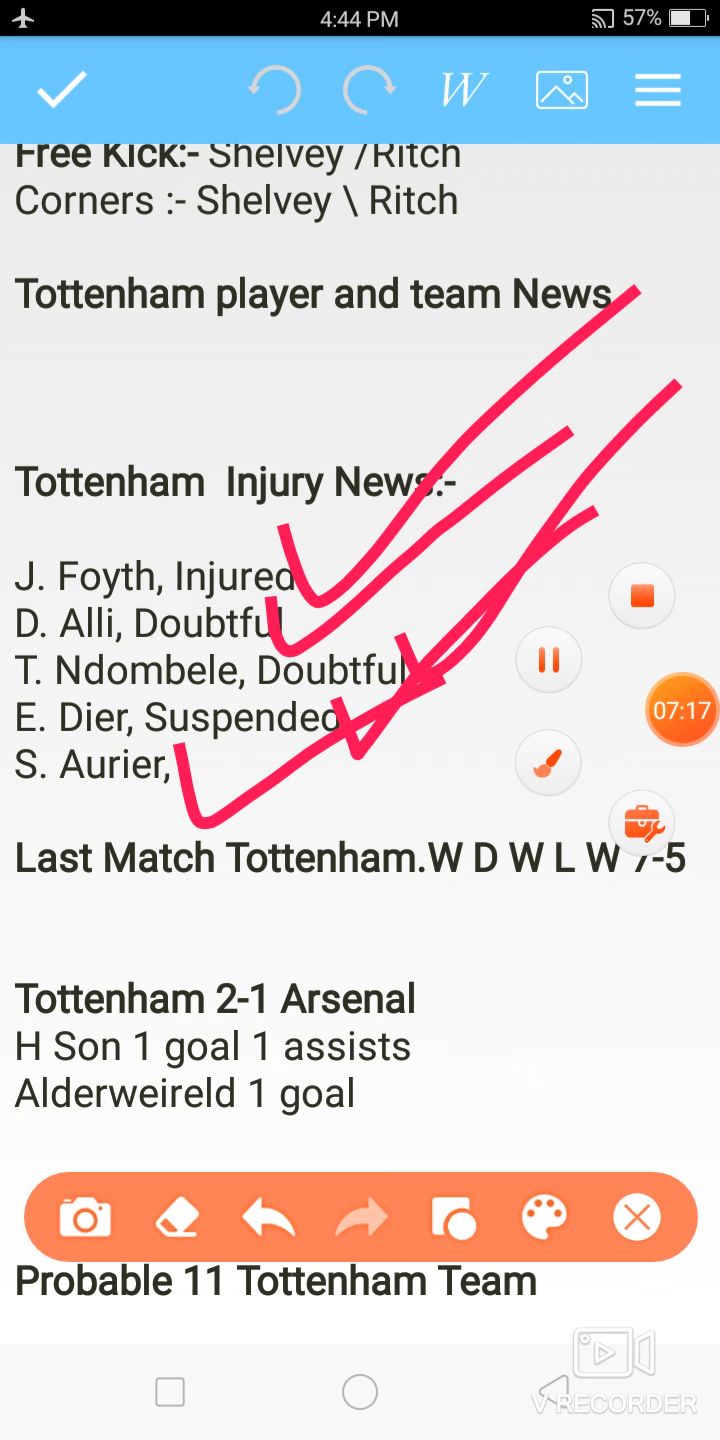 4:44 PM
57%
W
Free Kick:- Shelvey /Ritch
Corners :- Shelvey \ Ritch
Tottenham player and team News
Tottenham  Injury News:-
J. Foyth, Injured
D. Alli, Doubtful
T. Ndombele, Doubtful
E. Dier, Suspended
07:17
S. Aurier,
Last Match Tottenham.W D W L W 7-5
Tottenham 2-1 Arsenal
H Son 1 goal 1 assists
Alderweireld 1 goal
Probable 11 Tottenham Team
V RECORDER